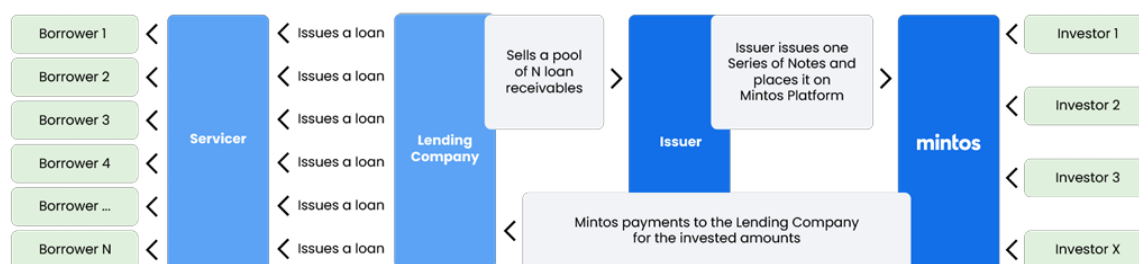 Borrower 1
Borrower 2
Borrower 3
Borrower 4
Borrower ...
Borrower N
Servicer
Issues a loan
Issues a loan
Issues a loan
Issues a loan
Issues a loan
Issues a loan
Lending
Company
Sells a pool
of N loan
receivables
Issuer
Issuer issues one
Series of Notes and
places it on
Mintos Platform
Mintos payments to the Lending Company
for the invested amounts
mintos
Investor 1
Investor 2
Investor 3
Investor X